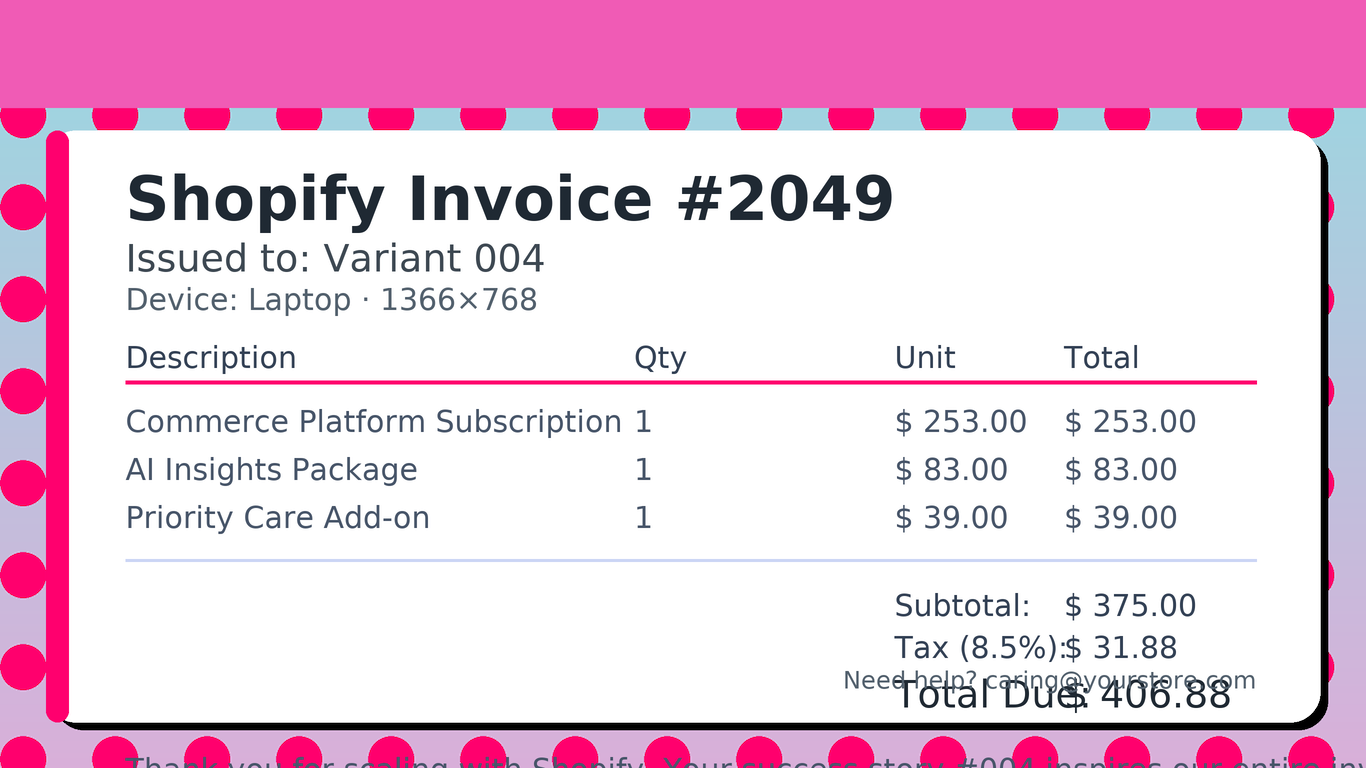 Shopify Invoice #2049
Issued to: Variant 004
Device: Laptop · 1366×768
Description Qty Unit Total
Commerce Platform Subscription 1 $ 253.00 $ 253.00
AI Insights Package 1 $ 83.00 $ 83.00
Priority Care Add-on 1 $ 39.00 $ 39.00
Subtotal: $ 375.00
Tax (8.5%): $ 31.88
Need help? caring@yourstore.com
Total Due: $ 406.88
Thank you for scaling with Shopify. Your success story #004 inspires our entire